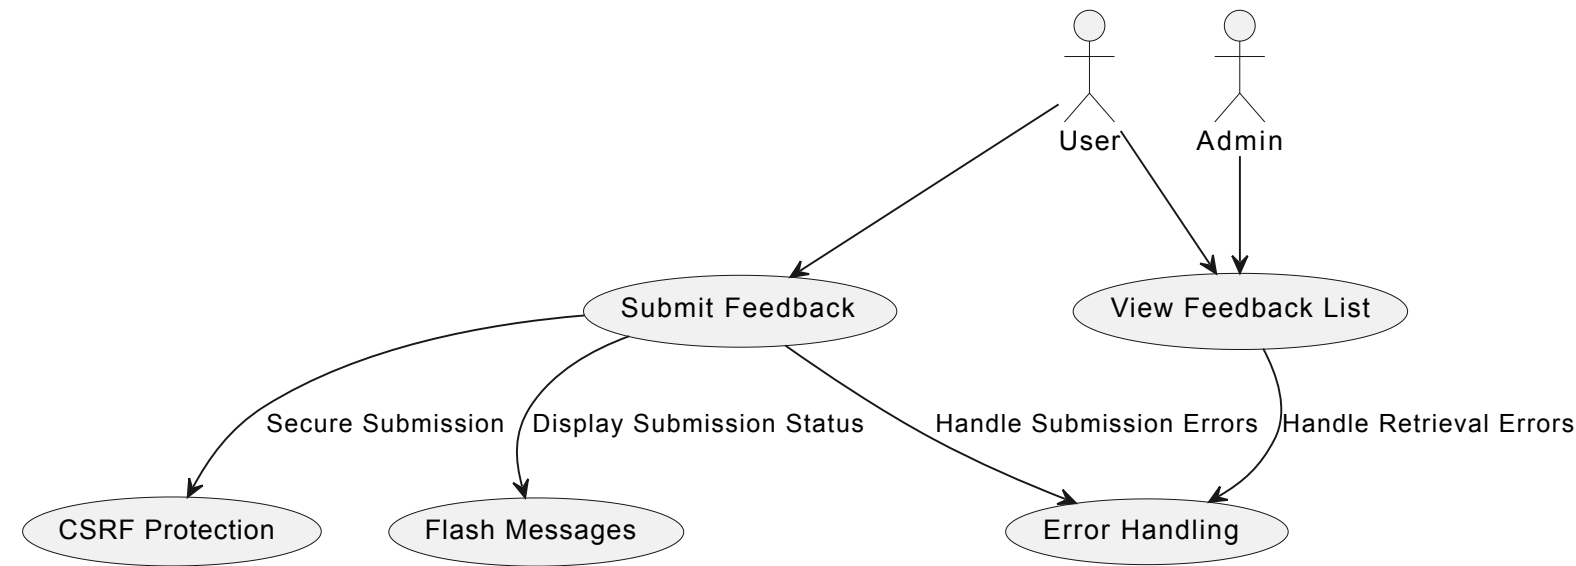 User
Admin
Submit Feedback
View Feedback List
Secure Submission
Display Submission Status
Handle Submission Errors
Handle Retrieval Errors
CSRF Protection
Flash Messages
Error Handling